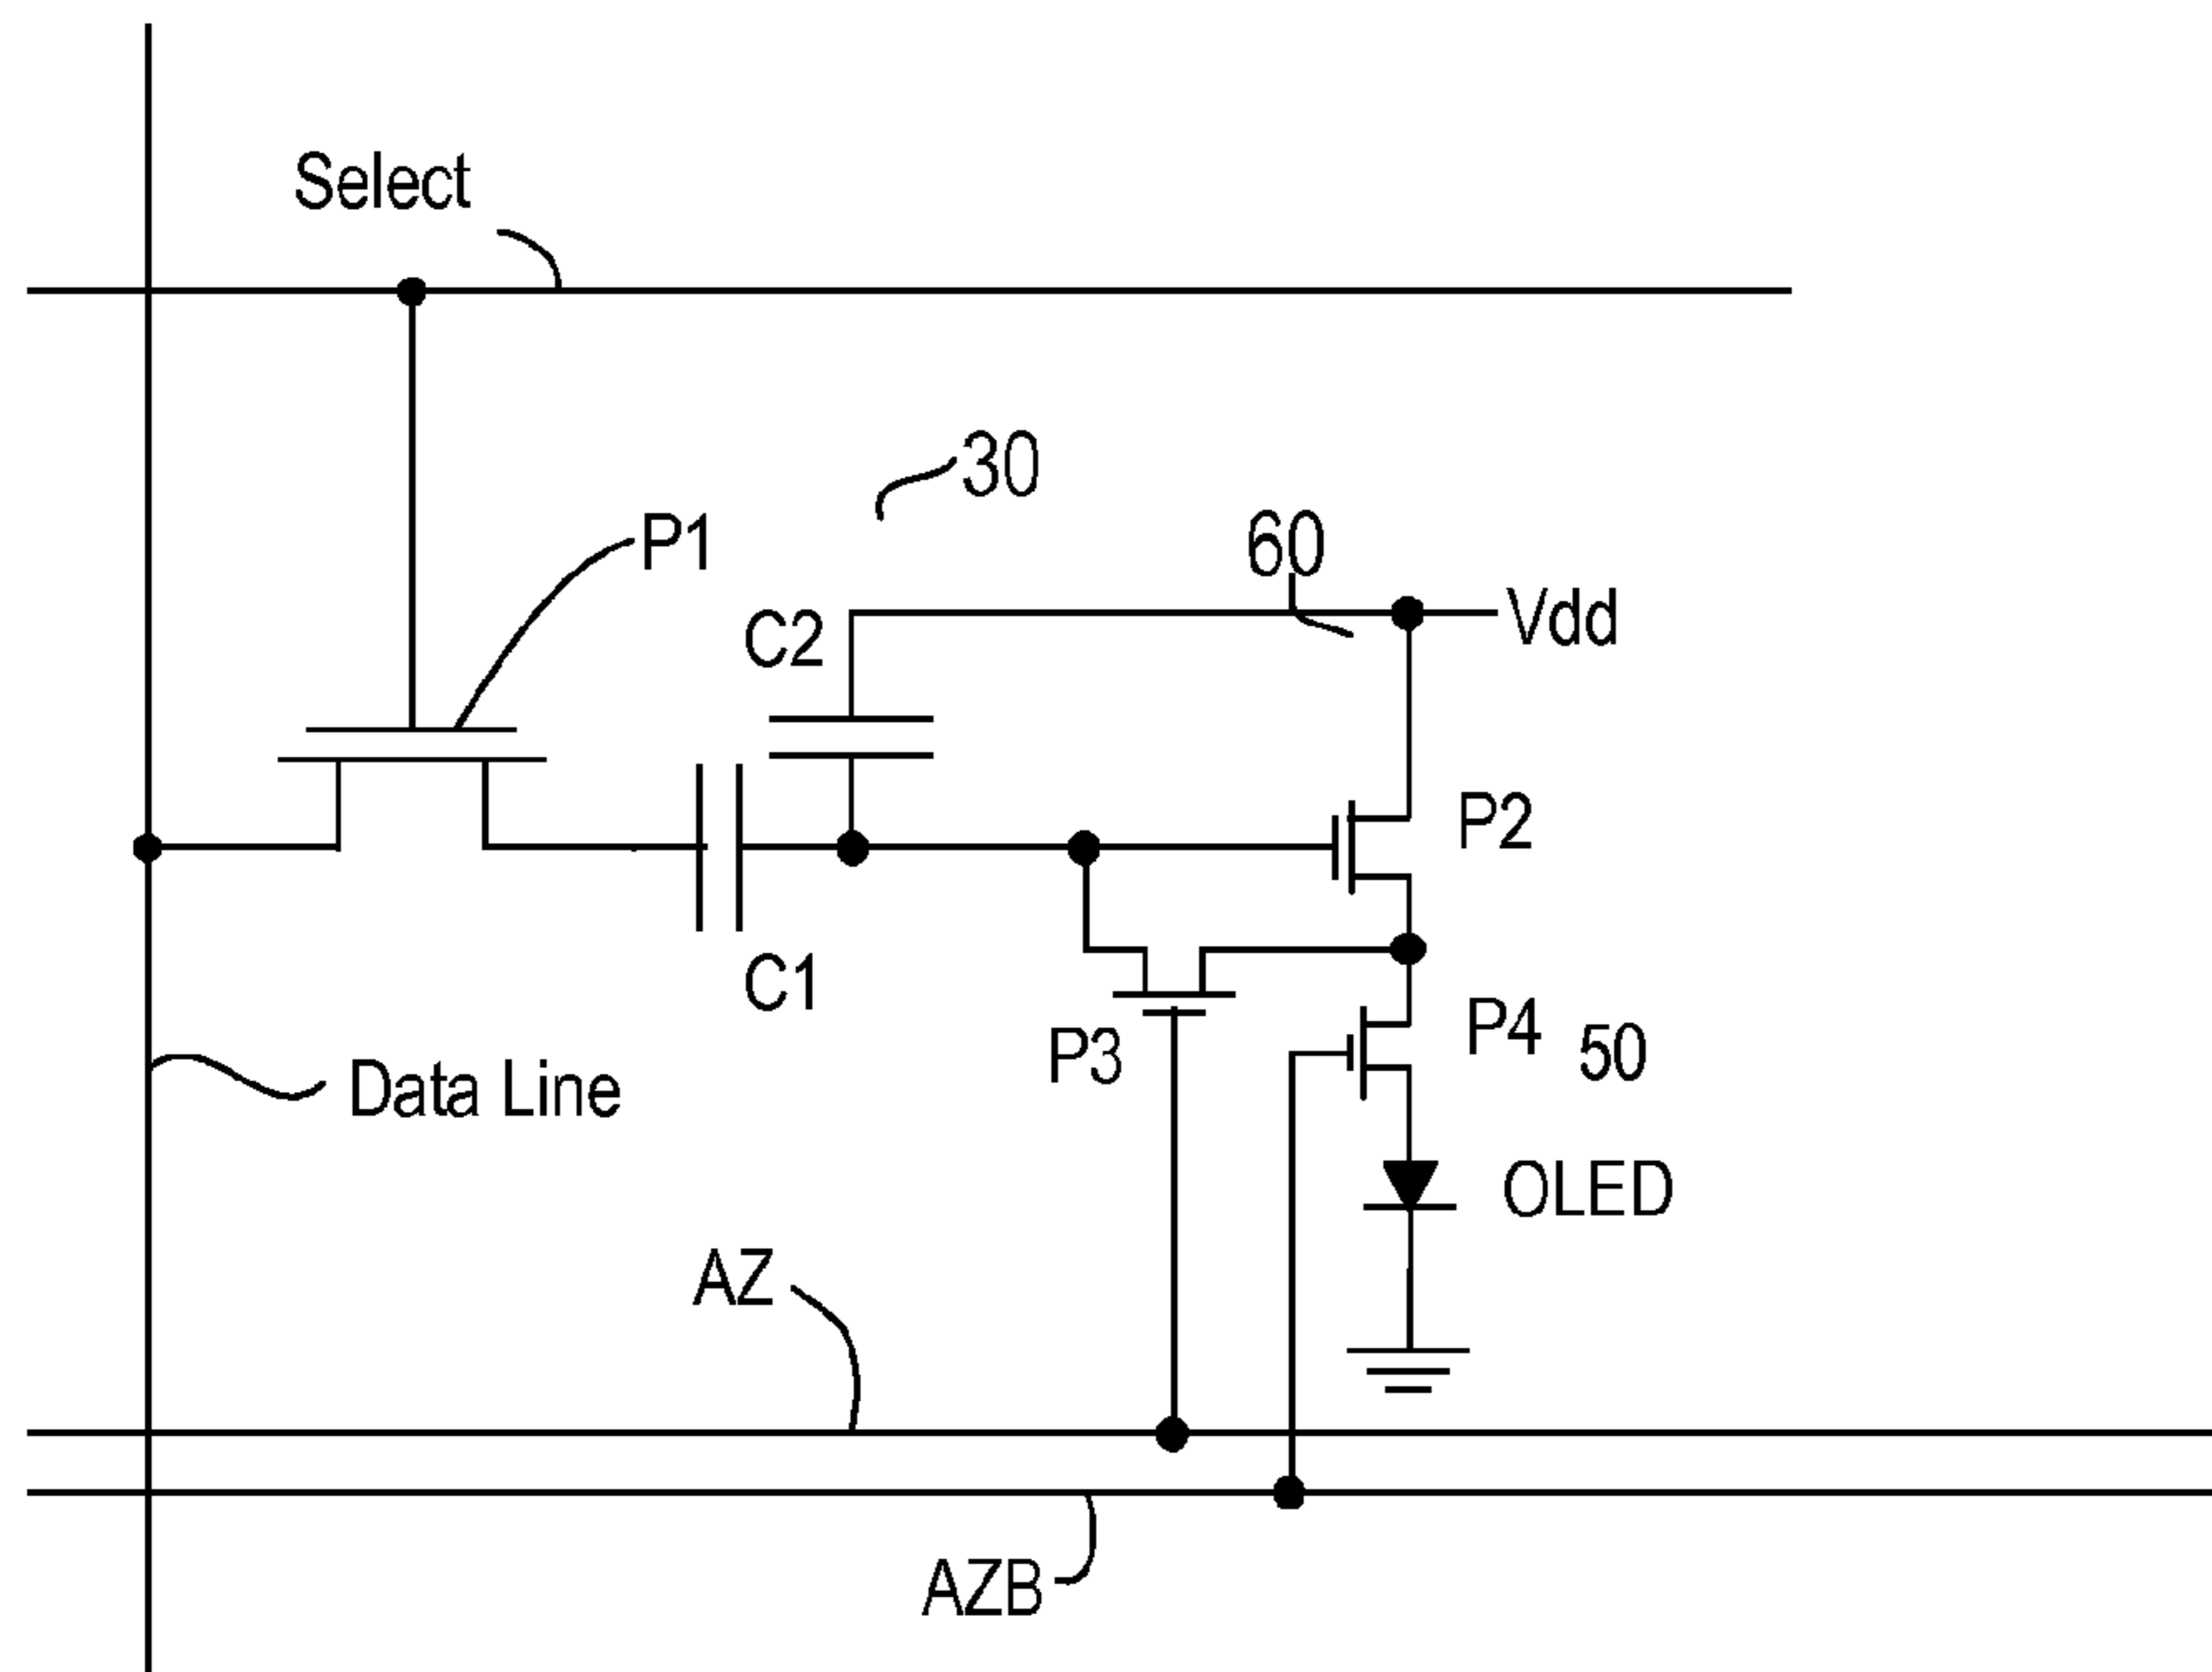 Select
30
P1
60
Vdd
C2
P2
C1
P4
P3
50
Data Line
OLED
AZ
AZB